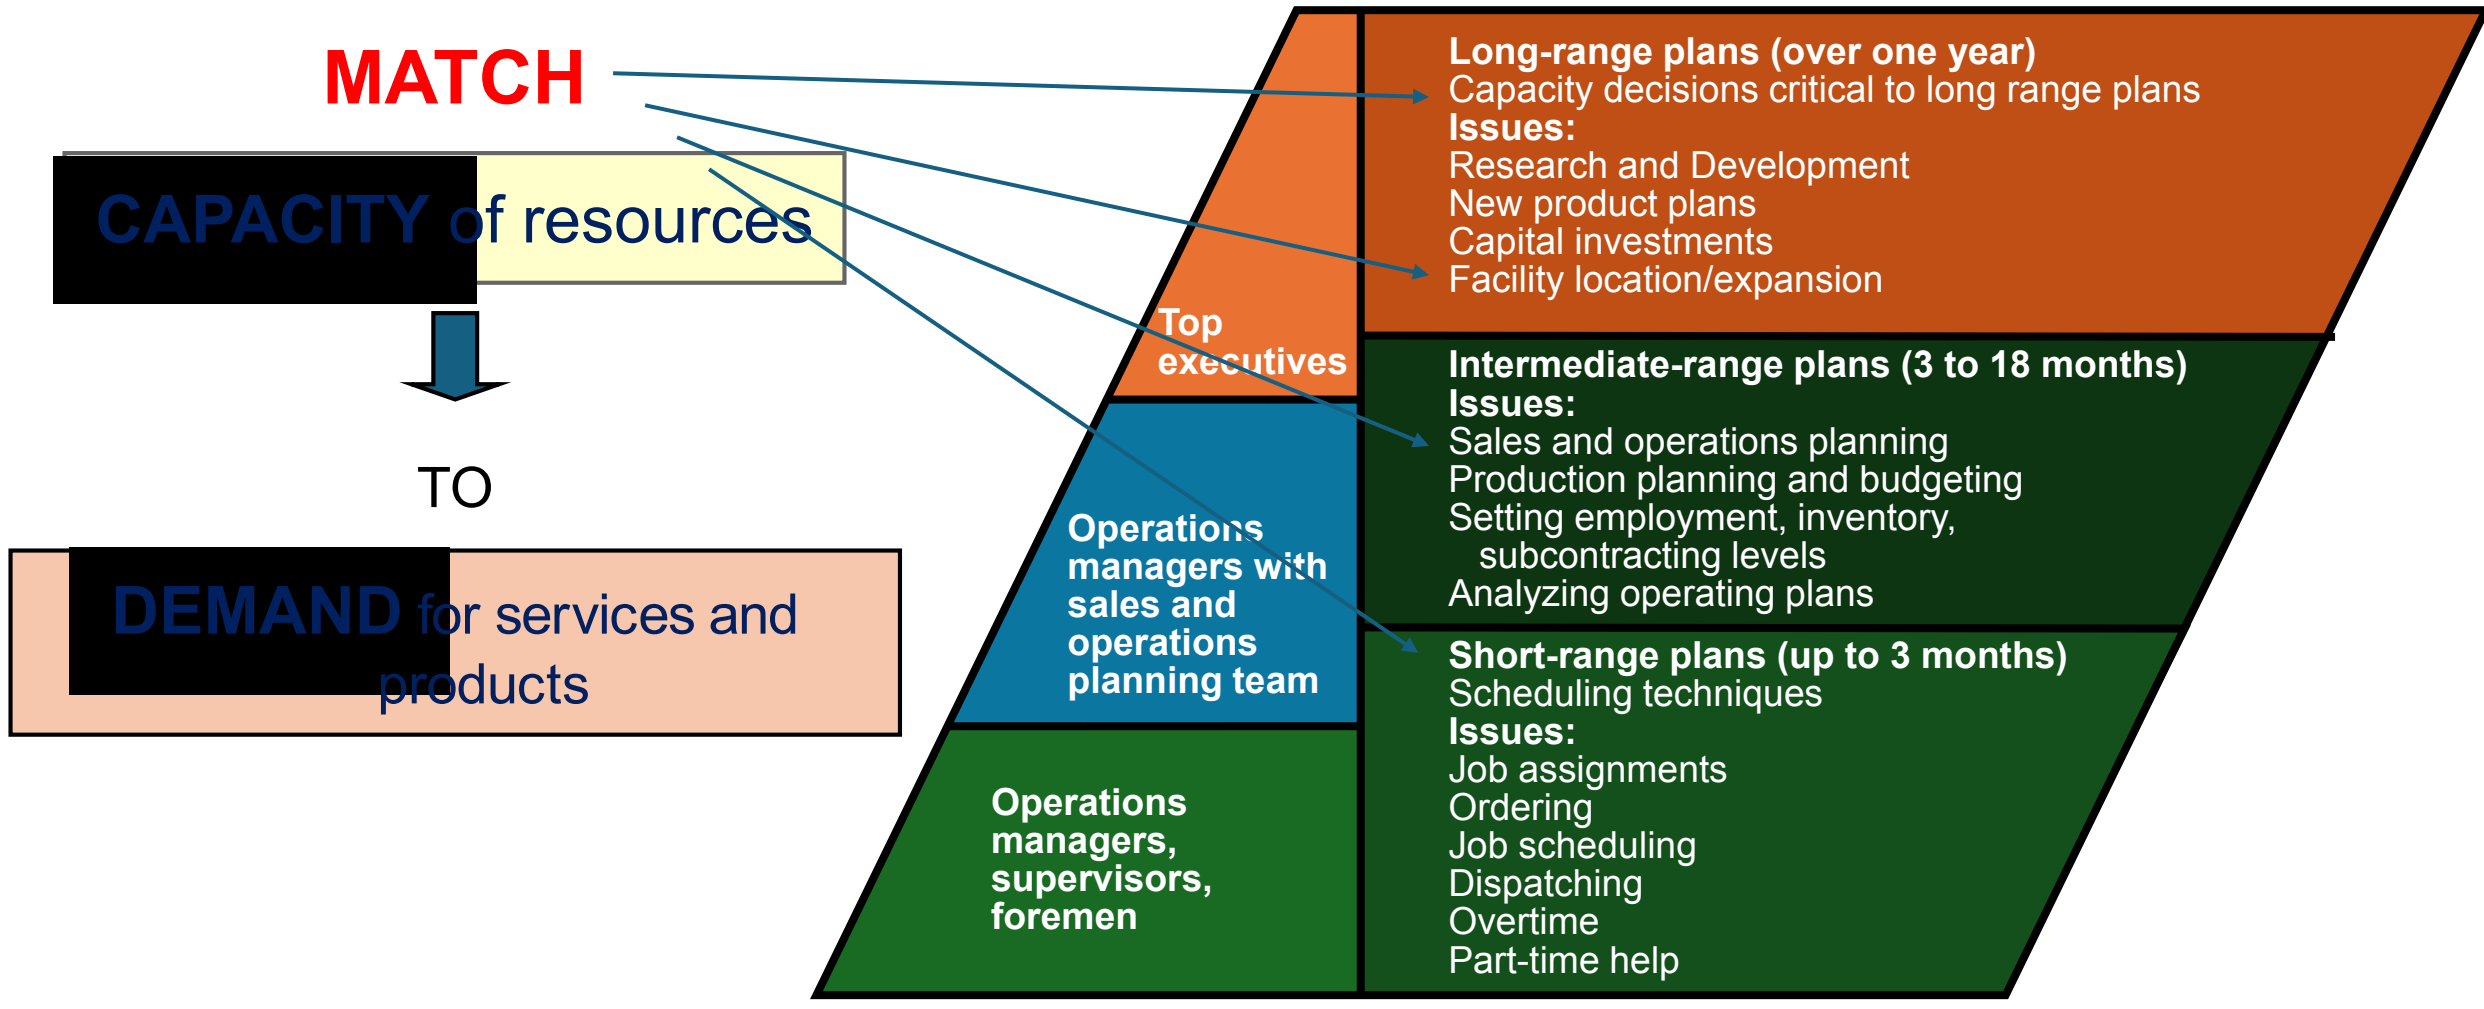 MATCH
CAPACITY of resources
TO
DEMAND for services and
products
Top
executives
Operations
managers with
sales and
operations
planning team
Operations
managers,
supervisors,
foremen
Long-range plans (over one year)
Capacity decisions critical to long range plans
Issues:
Research and Development
New product plans
Capital investments
Facility location/expansion
Intermediate-range plans (3 to 18 months)
Issues:
Sales and operations planning
Production planning and budgeting
Setting employment, inventory,
subcontracting levels
Analyzing operating plans
Short-range plans (up to 3 months)
Scheduling techniques
Issues:
Job assignments
Ordering
Job scheduling
Dispatching
Overtime
Part-time help